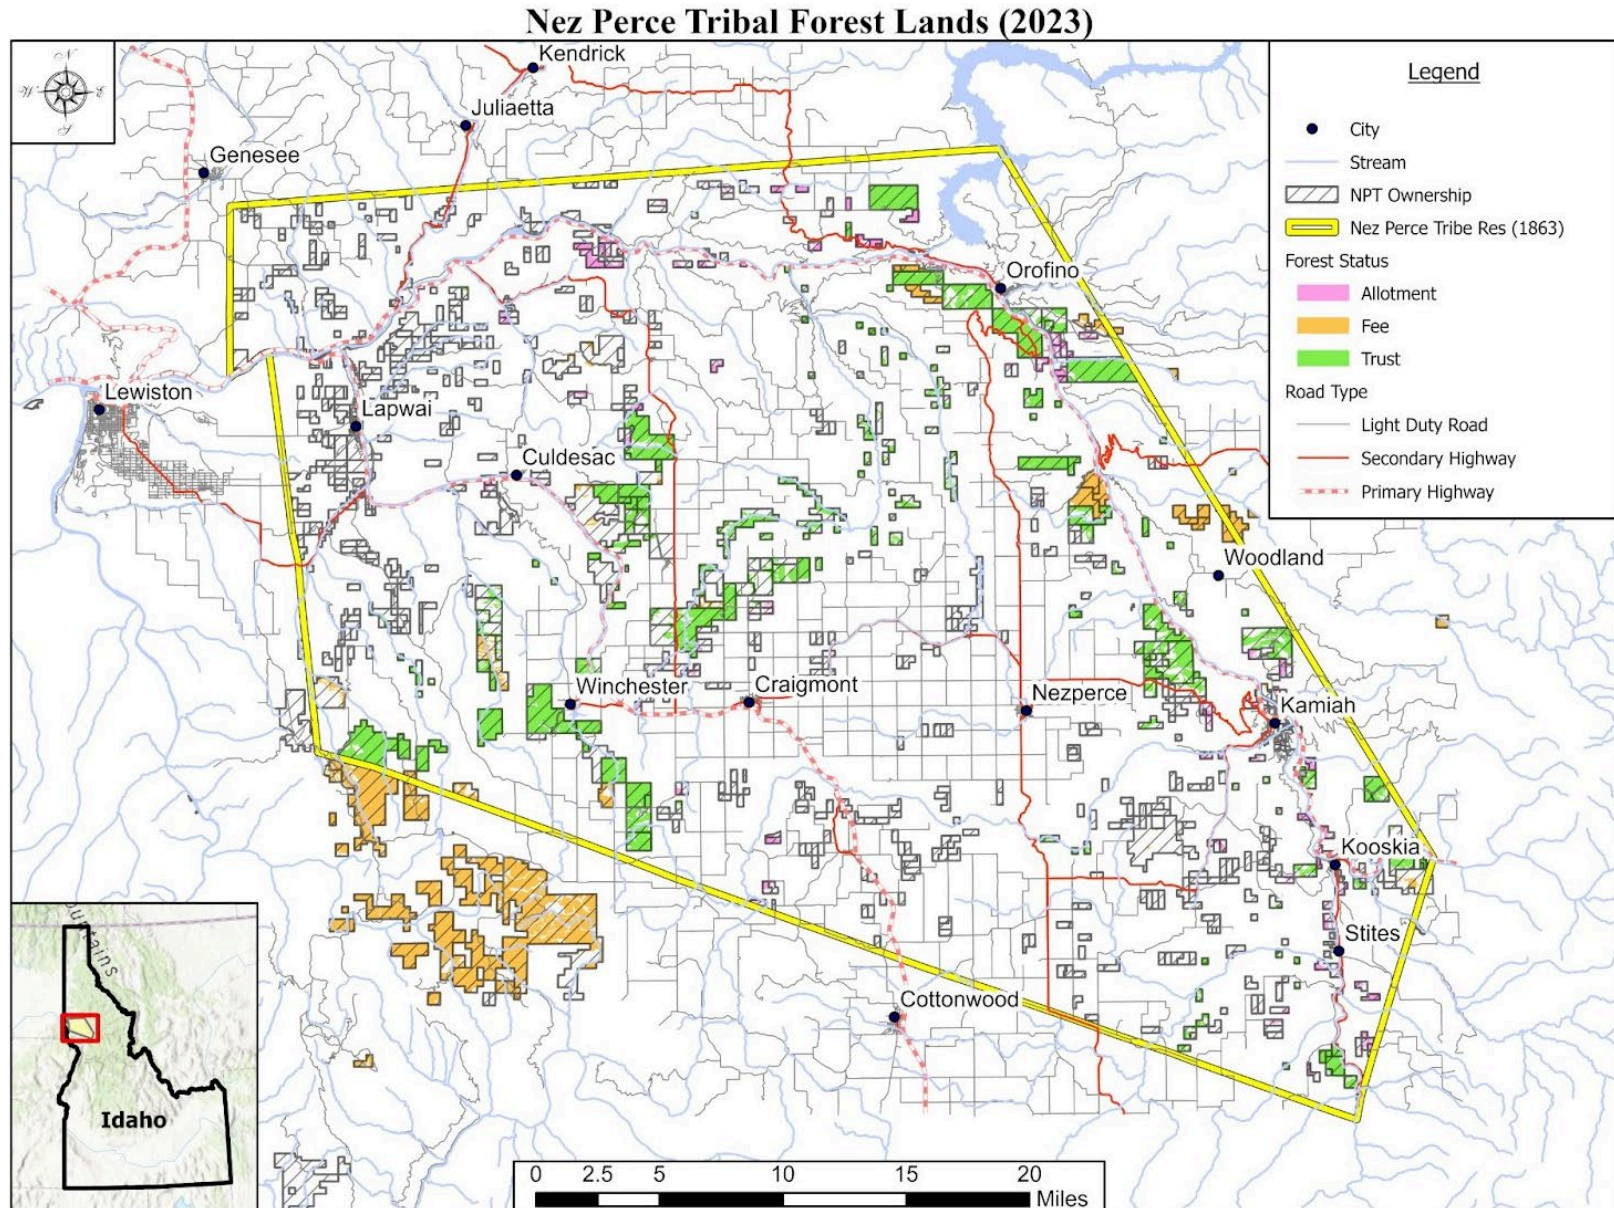 Nez Perce Tribal Forest Lands (2023)
Kendrick
Juliaetta
Genesee
Orofino
Lewiston
Lapwai
Culdesac
Woodland
Winchester
Craigmont
Nezperce
Kamiah
Kooskia
Stites
Cottonwood
Legend
City
Stream
NPT Ownership
Nez Perce Tribe Res (1863)
Forest Status
Allotment
Fee
Trust
Road Type
Light Duty Road
Secondary Highway
Primary Highway
Idaho
0 2.5 5 10 15 20
Miles